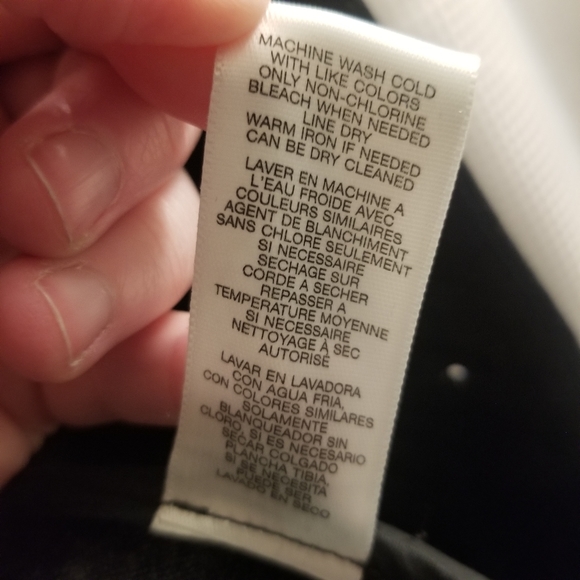 MACHINE WASH COLD
WITH LIKE COLORS
ONLY NON-CHLORINE
BLEACH WHEN NEEDED
LINE DRY
WARM IRON IF NEEDED
CAN BE DRY CLEANED
LAVER EN MACHINE A
L'EAU FROIDE AVEC
COULEURS SIMILAIRES
AGENT DE BLANCHIMENT
SANS CHLORE SEULEMENT
SI NECESSAIRE
SECHAGE SUR
CORDE A SECHER
REPASSER A
TEMPERATURE MOYENNE
SI NECESSAIRE
NETTOYAGE À SEC
AUTORISÉ
LAVAR EN LAVADORA
CON AGUA FRIA,
CON COLORES SIMILARES
SOLAMENTE
BLANQUEADOR SIN
CLORO, SI ES NECESARIO
SECAR COLGADO
PLANCHA TIBIA,
SI SE NECESITA
PUEDE SER
LAVADO EN SECO